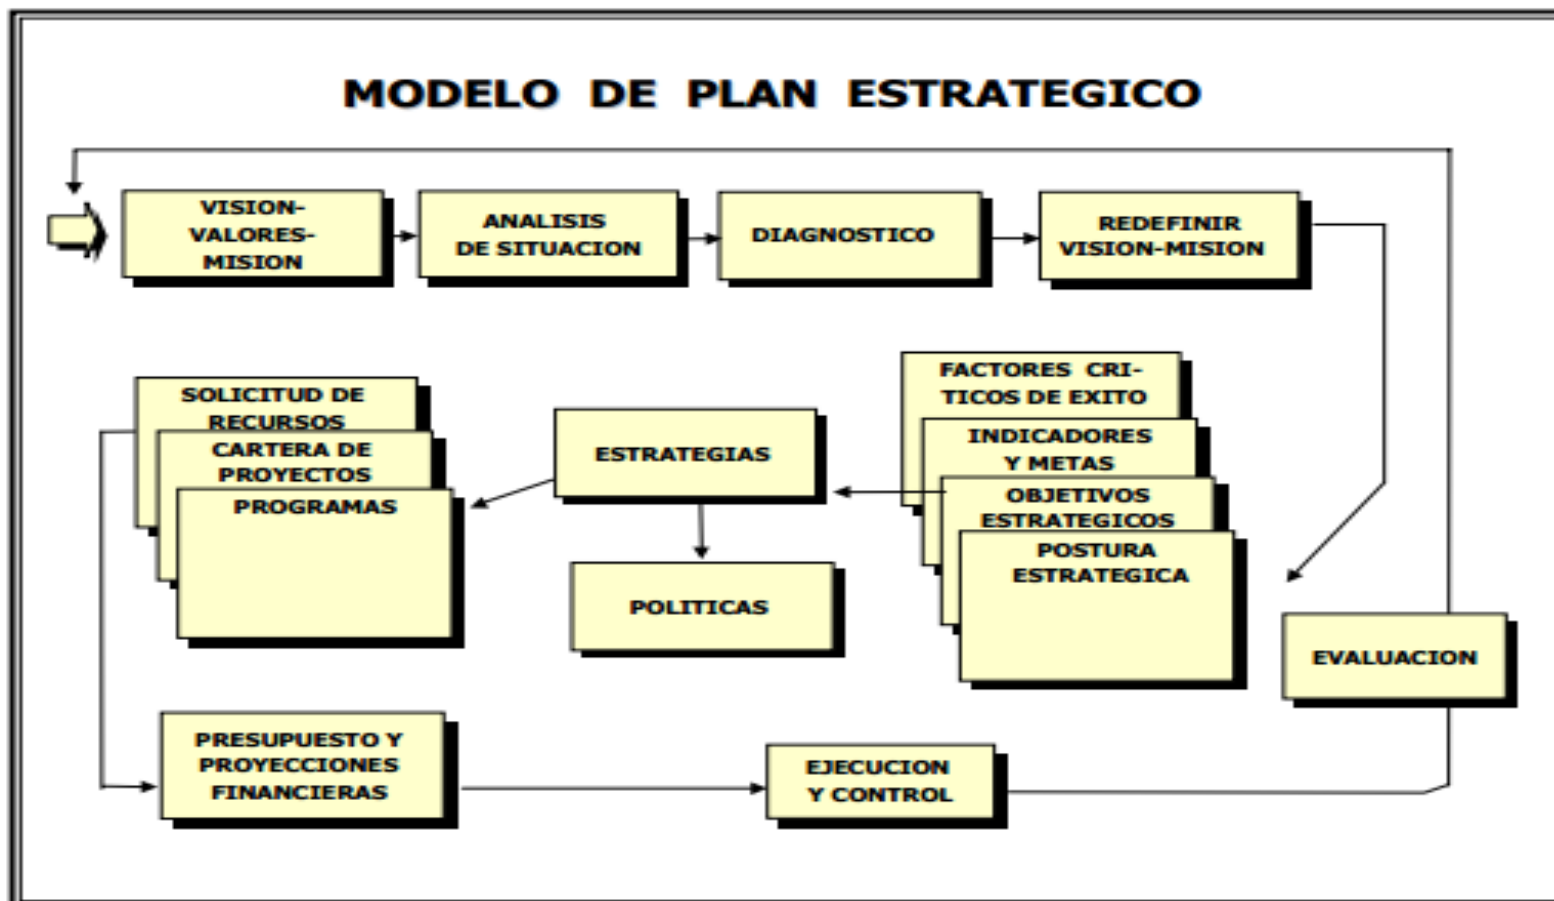 MODELO DE PLAN ESTRATEGICO
VISION-
VALORES-
MISION
ANALISIS
DE SITUACION
DIAGNOSTICO
REDEFINIR
VISION-MISION
FACTORES CRI-
TICOS DE EXITO
INDICADORES
Y METAS
OBJETIVOS
ESTRATEGICOS
POSTURA
ESTRATEGICA
ESTRATEGIAS
POLITICAS
SOLICITUD DE
RECURSOS
CARTERA DE
PROYECTOS
PROGRAMAS
PRESUPUESTO Y
PROYECCIONES
FINANCIERAS
EJECUCION
Y CONTROL
EVALUACION